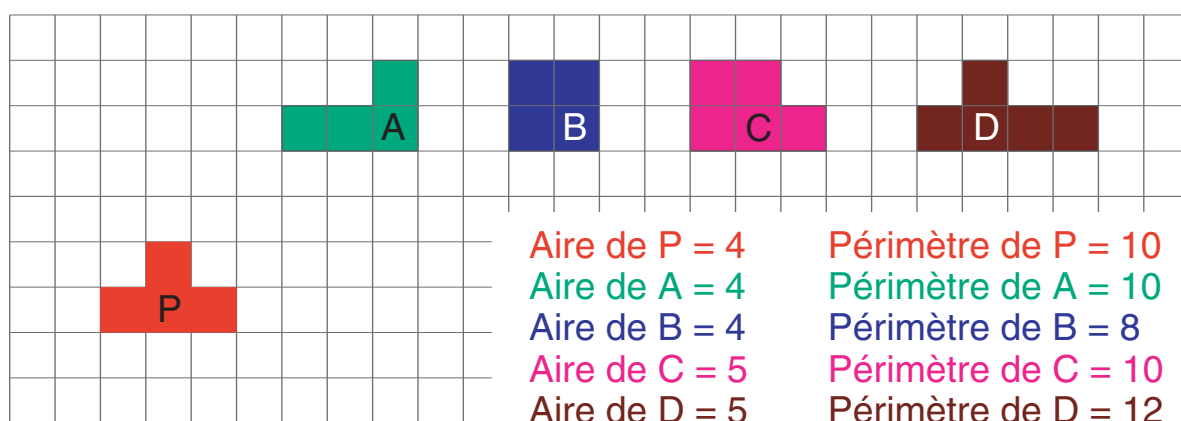 A B C D
P
Aire de P = 4 Périmètre de P = 10
Aire de A = 4 Périmètre de A = 10
Aire de B = 4 Périmètre de B = 8
Aire de C = 5 Périmètre de C = 10
Aire de D = 5 Périmètre de D = 12